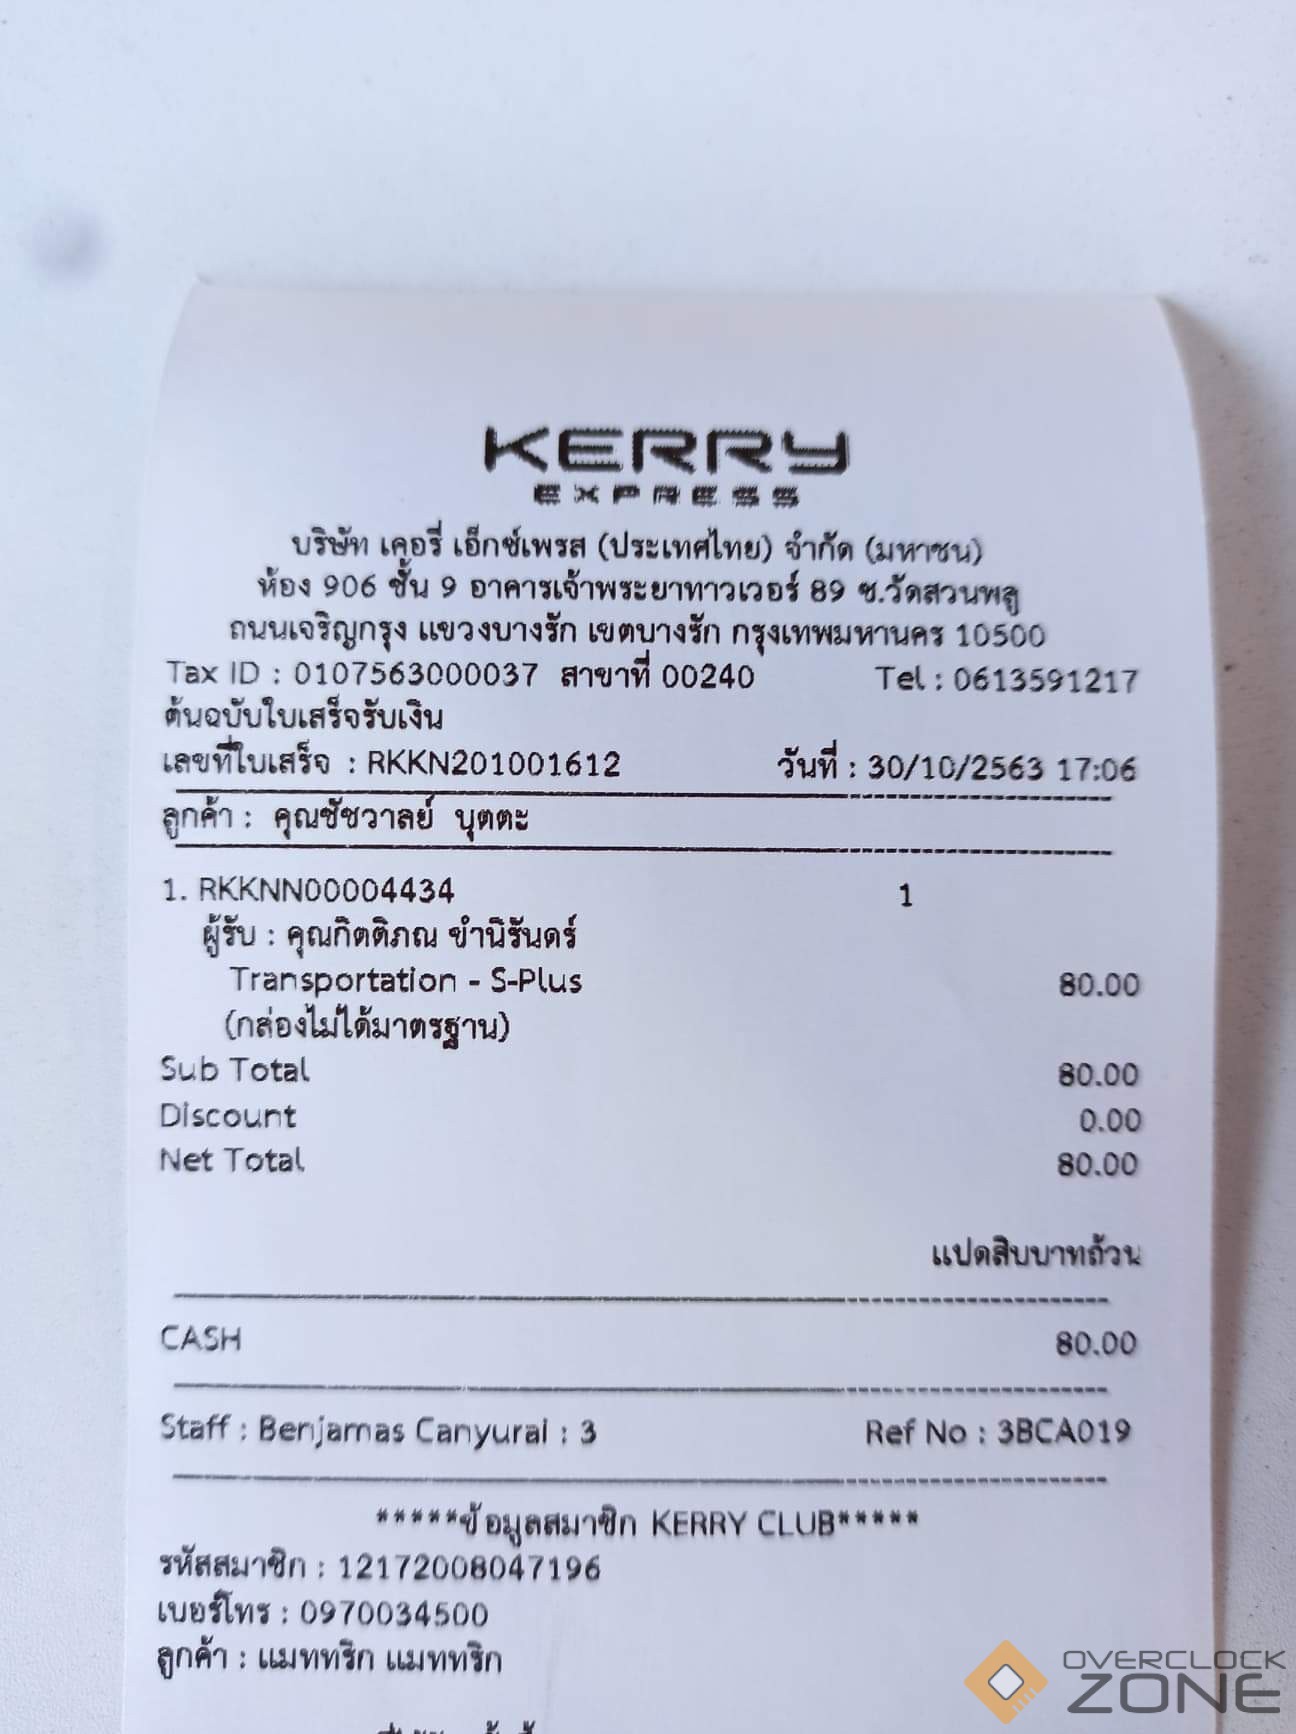 KERRY
EXPRESS
บริษัท เคอรี่ เอ็กซ์เพรส (ประเทศไทย) จำกัด (มหาชน)
ห้อง 906 ชั้น 9 อาคารเจ้าพระยาทาวเวอร์ 89 ซ.วัดสวนพลู
ถนนเจริญกรุง แขวงบางรัก เขตบางรัก กรุงเทพมหานคร 10500
Tax ID : 0107563000037 สาขาที่ 00240 Tel : 0613591217
ต้นฉบับใบเสร็จรับเงิน
เลขที่ใบเสร็จ : RKKN201001612 วันที่ : 30/10/2563 17:06
ลูกค้า : คุณชัชวาลย์ นุตตะ
1. RKKNN00004434 1
ผู้รับ : คุณกิตติภณ ขำนิรันดร์
Transportation - S-Plus 80.00
(กล่องไม่ได้มาตรฐาน)
Sub Total 80.00
Discount 0.00
Net Total 80.00
แปดสิบบาทถ้วน
CASH 80.00
Staff : Benjamas Canyurai : 3 Ref No : 3BCA019
*****ข้อมูลสมาชิก KERRY CLUB*****
รหัสสมาชิก : 12172008047196
เบอร์โทร : 0970034500
ลูกค้า : แมททริก แมททริก
OVERCLOCK
ZONE